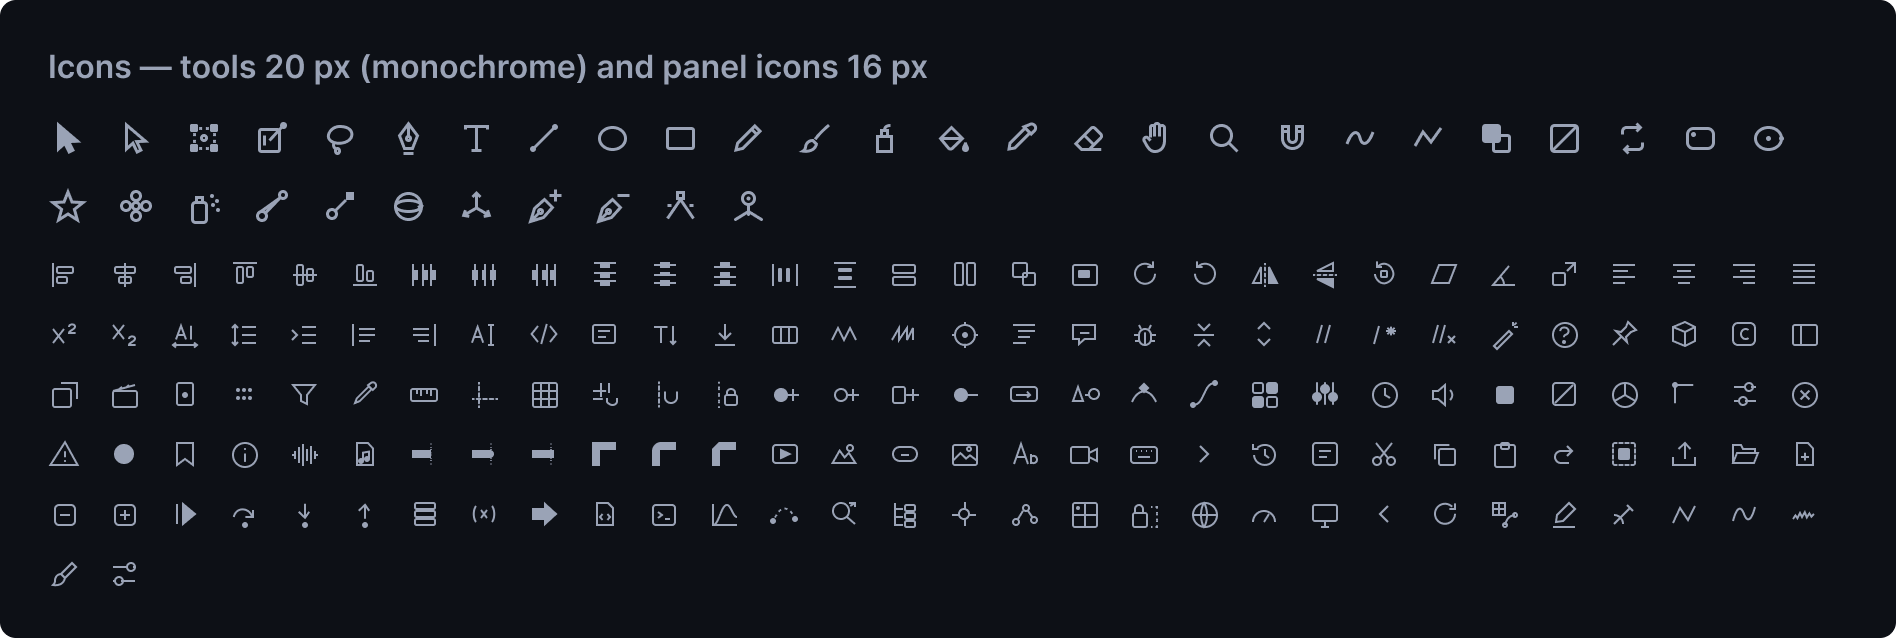 Icons — tools 20 px (monochrome) and panel icons 16 px